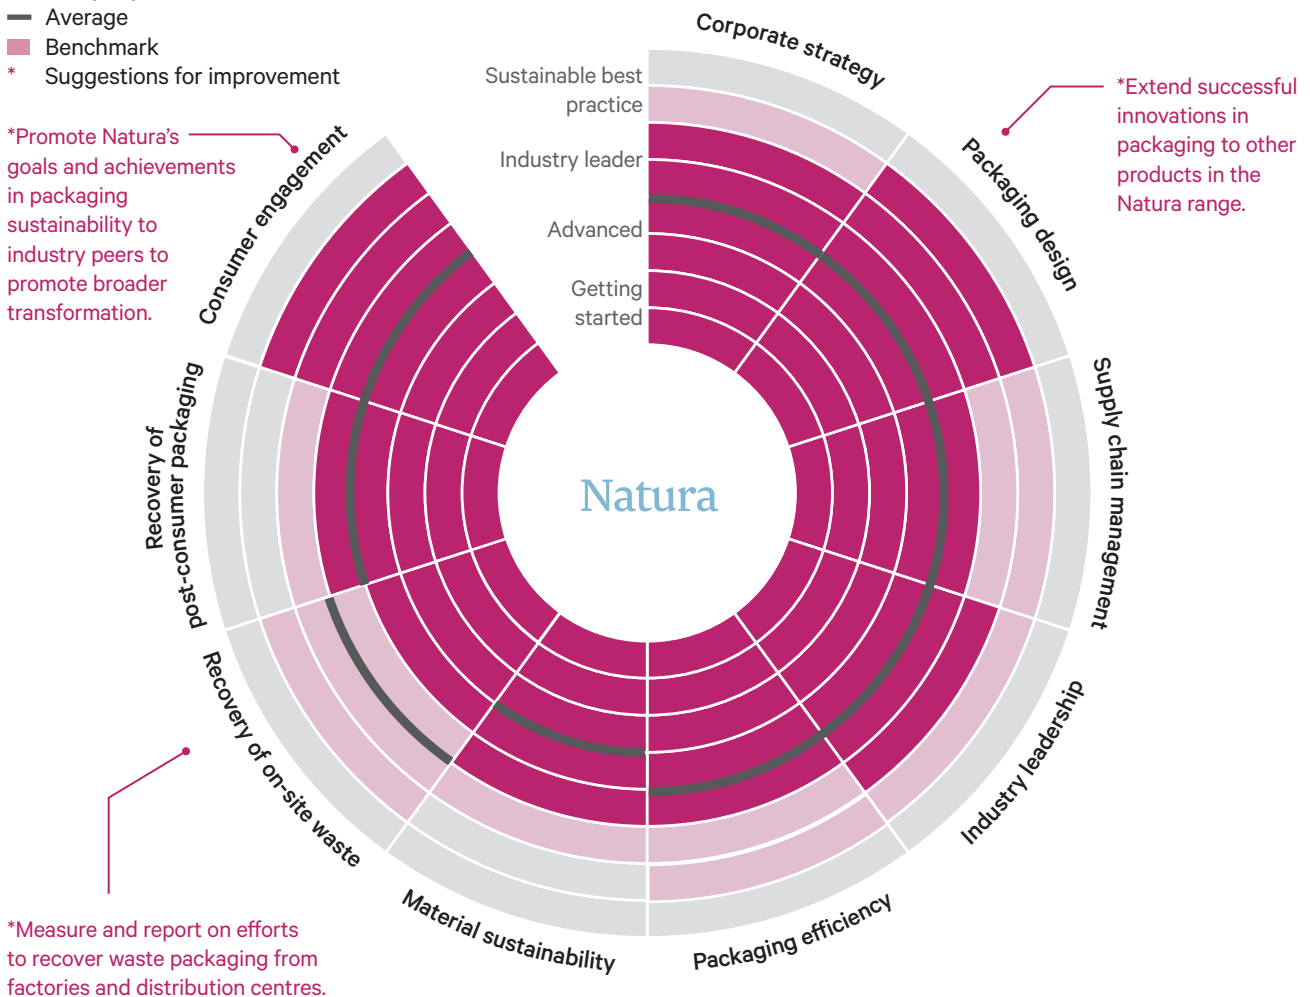 Average
Benchmark
* Suggestions for improvement
*Promote Natura’s
goals and achievements
in packaging
sustainability to
industry peers to
promote broader
transformation.
Sustainable best
practice
Industry leader
Advanced
Getting
started
Corporate strategy
*Extend successful
innovations in
packaging to other
products in the
Natura range.
Packaging design
Supply chain management
Industry leadership
Packaging efficiency
Material sustainability
Recovery of on-site waste
Recovery of
post-consumer packaging
Consumer engagement
Natura
*Measure and report on efforts
to recover waste packaging from
factories and distribution centres.